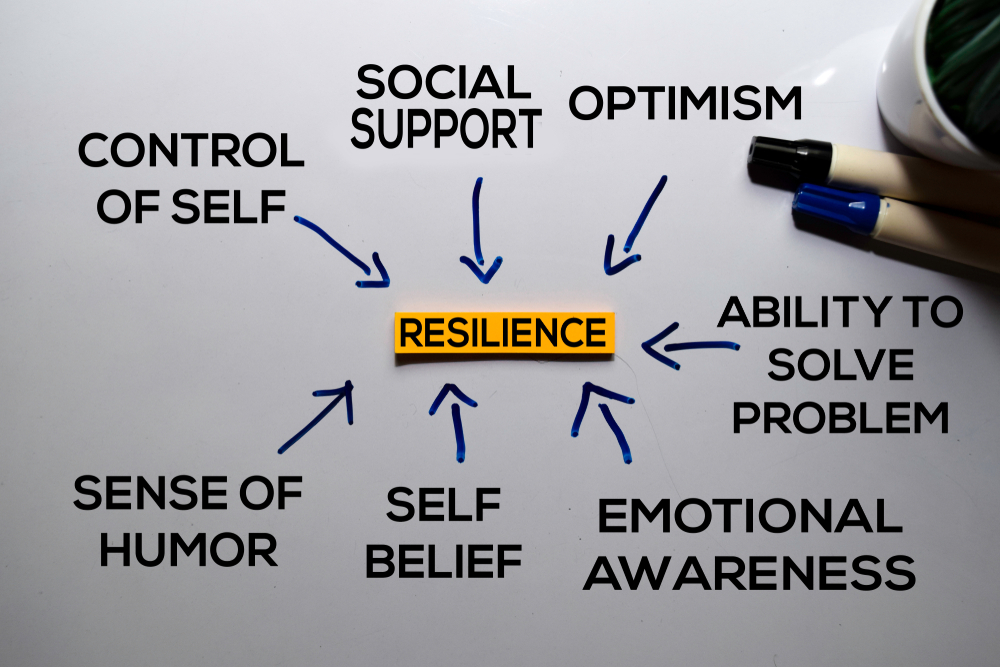 SOCIAL
SUPPORT
OPTIMISM
CONTROL
OF SELF
RESILIENCE
ABILITY TO
SOLVE
PROBLEM
SENSE OF
HUMOR
SELF
BELIEF
EMOTIONAL
AWARENESS